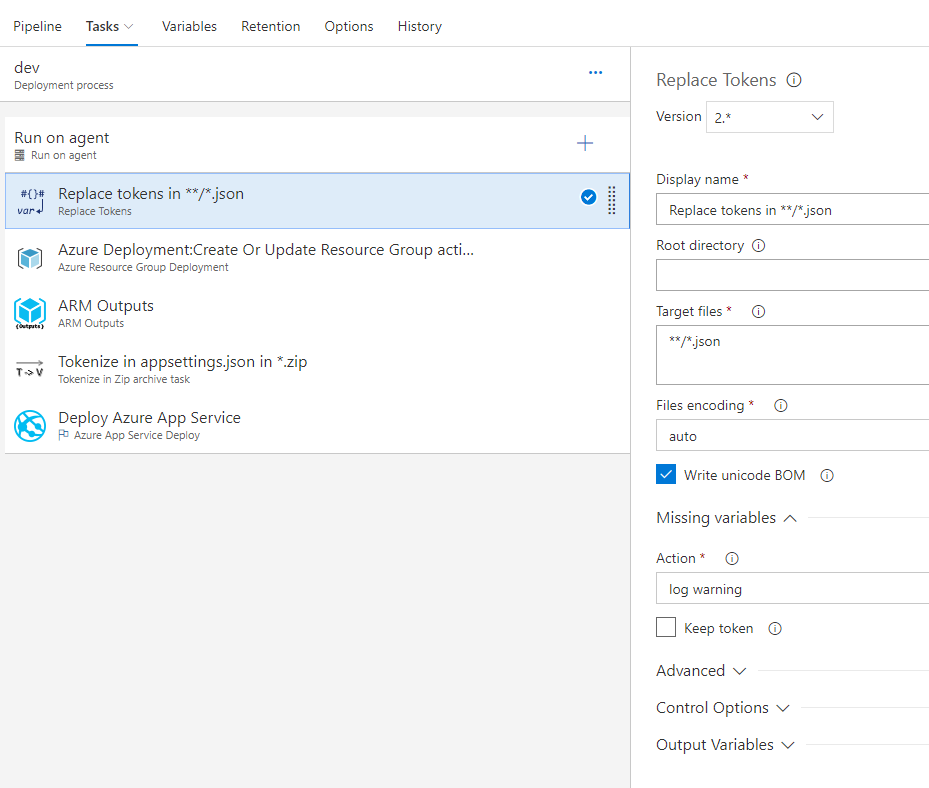 Pipeline Tasks Variables Retention Options History
dev
Deployment process
...
Run on agent
Run on agent
#{}#
var
Replace tokens in **/*.json
Replace Tokens
Azure Deployment:Create Or Update Resource Group acti...
Azure Resource Group Deployment
{Outputs}
ARM Outputs
ARM Outputs
T->V
Tokenize in appsettings.json in *.zip
Tokenize in Zip archive task
Deploy Azure App Service
Azure App Service Deploy
Replace Tokens
Version 2.*
Display name *
Replace tokens in **/*.json
Root directory
Target files *
**/*.json
Files encoding *
auto
Write unicode BOM
Missing variables
Action *
log warning
Keep token
Advanced
Control Options
Output Variables